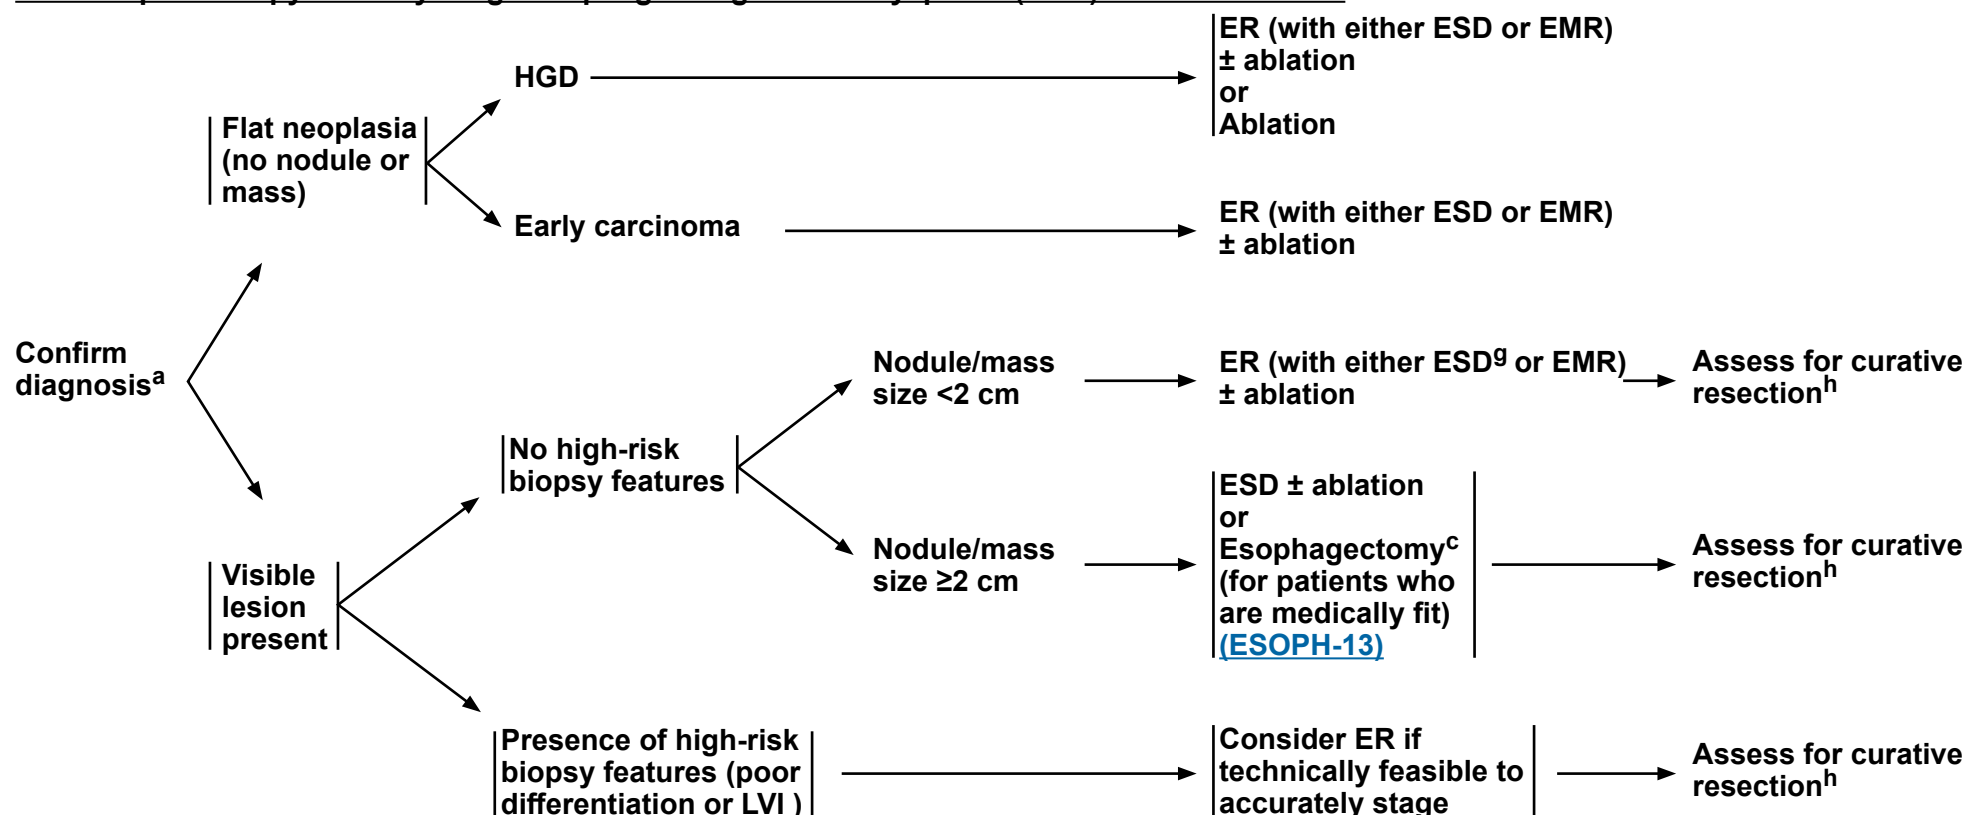 ER (with either ESD or EMR)
± ablation
or
Ablation
HGD
Flat neoplasia
(no nodule or
mass)
Early carcinoma
ER (with either ESD or EMR)
± ablation
Confirm
diagnosisᵃ
Nodule/mass
size <2 cm
ER (with either ESDᵍ or EMR)
± ablation
Assess for curative
resectionʰ
No high-risk
biopsy features
Nodule/mass
size ≥2 cm
ESD ± ablation
or
Esophagectomyᶜ
(for patients who
are medically fit)
(ESOPH-13)
Assess for curative
resectionʰ
Visible
lesion
present
Presence of high-risk
biopsy features (poor
differentiation or LVI )
Consider ER if
technically feasible to
accurately stage
Assess for curative
resectionʰ